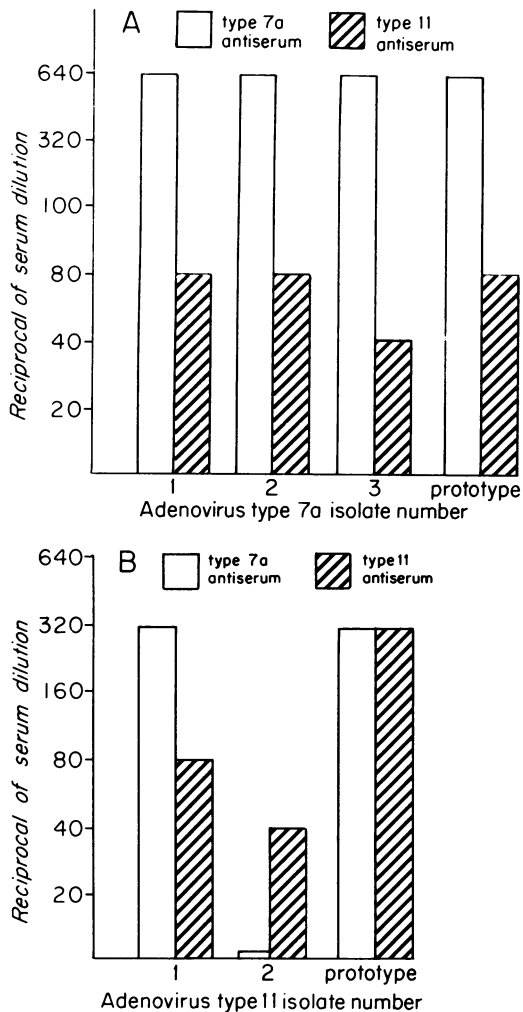 A
type 7a antiserum
type 11 antiserum
640
320
100
80
40
20
Reciprocal of serum dilution
1 2 3 prototype
Adenovirus type 7a isolate number
B
type 7a antiserum
type 11 antiserum
640
320
160
80
40
20
Reciprocal of serum dilution
1 2 prototype
Adenovirus type 11 isolate number